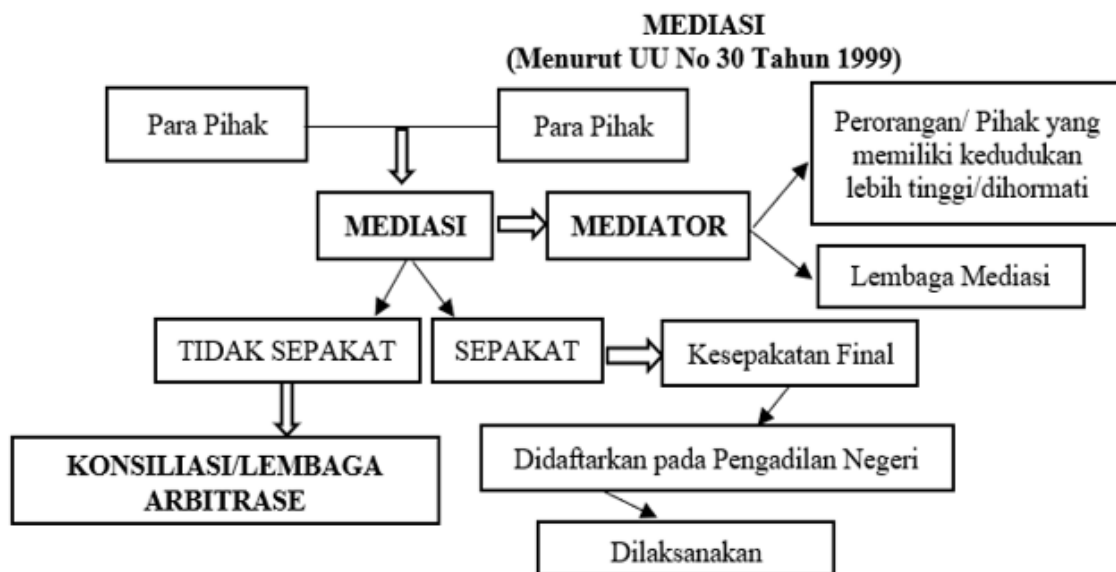 MEDIASI
(Menurut UU No 30 Tahun 1999)
Para Pihak
Para Pihak
Perorangan/ Pihak yang
memiliki kedudukan
lebih tinggi/dihormati
MEDIASI
MEDIATOR
Lembaga Mediasi
TIDAK SEPAKAT
SEPAKAT
Kesepakatan Final
KONSILIASI/LEMBAGA
ARBITRASE
Didaftarkan pada Pengadilan Negeri
Dilaksanakan